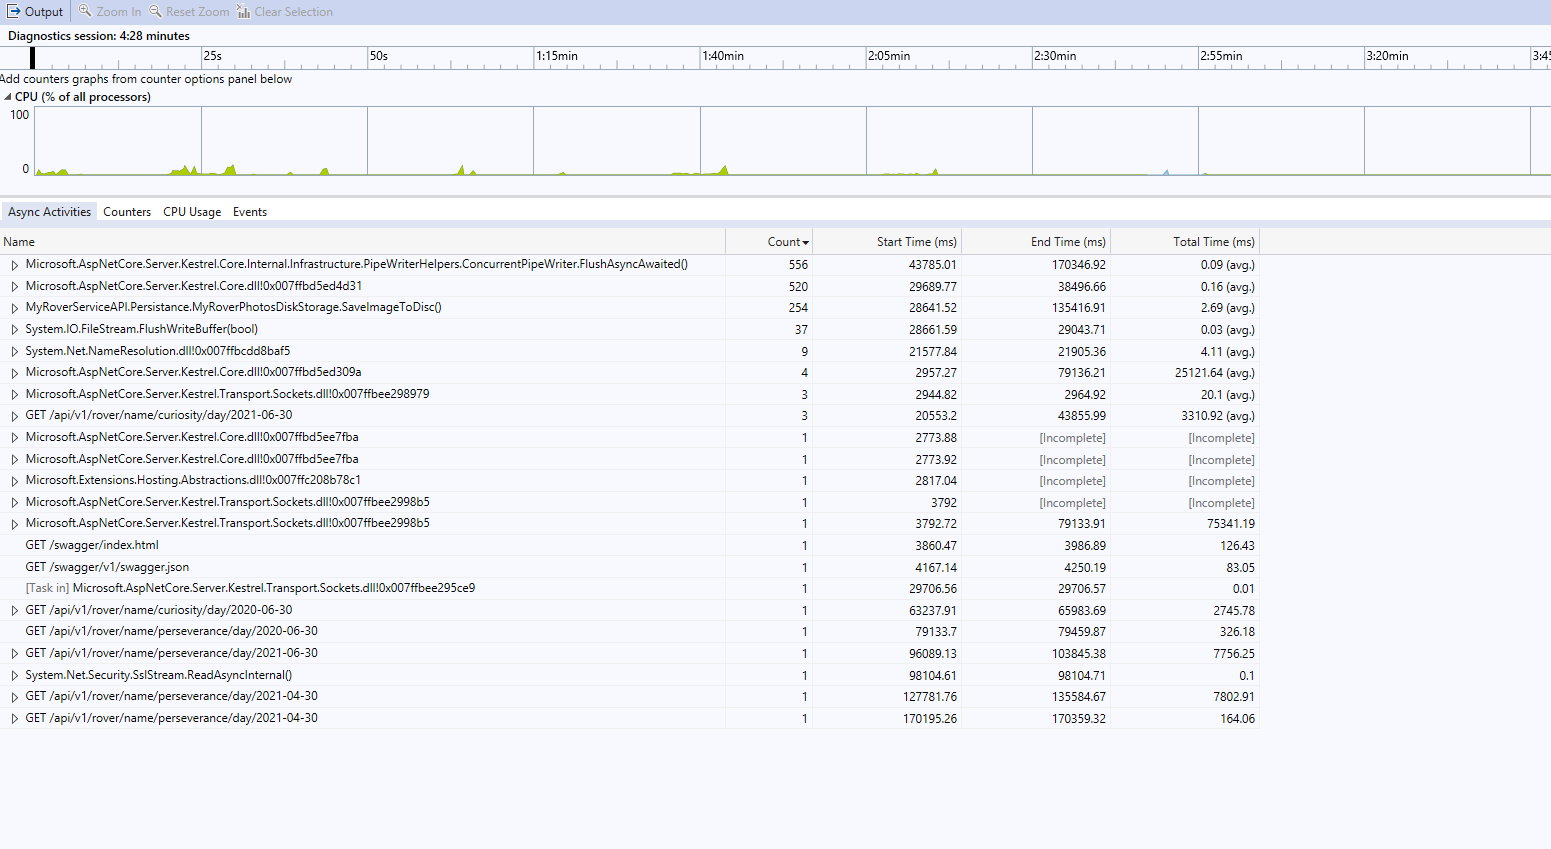 Output Zoom In Reset Zoom Clear Selection
Diagnostics session: 4:28 minutes
25s 50s 1:15min 1:40min 2:05min 2:30min 2:55min 3:20min 3:45
Add counters graphs from counter options panel below
CPU (% of all processors)
100
0
Async Activities Counters CPU Usage Events
Name Count Start Time (ms) End Time (ms) Total Time (ms)
Microsoft.AspNetCore.Server.Kestrel.Core.Internal.Infrastructure.PipeWriterHelpers.ConcurrentPipeWriter.FlushAsyncAwaited() 556 43785.01 170346.92 0.09 (avg.)
Microsoft.AspNetCore.Server.Kestrel.Core.dll!0x007ffbd5ed4d31 520 29689.77 38496.66 0.16 (avg.)
MyRoverServiceAPI.Persistance.MyRoverPhotosDiskStorage.SaveImageToDisc() 254 28641.52 135416.91 2.69 (avg.)
System.IO.FileStream.FlushWriteBuffer(bool) 37 28661.59 29043.71 0.03 (avg.)
System.Net.NameResolution.dll!0x007ffbcdd8baf5 9 21577.84 21905.36 4.11 (avg.)
Microsoft.AspNetCore.Server.Kestrel.Core.dll!0x007ffbd5ed309a 4 2957.27 79136.21 25121.64 (avg.)
Microsoft.AspNetCore.Server.Kestrel.Transport.Sockets.dll!0x007ffbee298979 3 2944.82 2964.92 20.1 (avg.)
GET /api/v1/rover/name/curiosity/day/2021-06-30 3 20553.2 43855.99 3310.92 (avg.)
Microsoft.AspNetCore.Server.Kestrel.Core.dll!0x007ffbd5ee7fba 1 2773.88 [Incomplete] [Incomplete]
Microsoft.AspNetCore.Server.Kestrel.Core.dll!0x007ffbd5ee7fba 1 2773.92 [Incomplete] [Incomplete]
Microsoft.Extensions.Hosting.Abstractions.dll!0x007ffc208b78c1 1 2817.04 [Incomplete] [Incomplete]
Microsoft.AspNetCore.Server.Kestrel.Transport.Sockets.dll!0x007ffbee2998b5 1 3792 [Incomplete] [Incomplete]
Microsoft.AspNetCore.Server.Kestrel.Transport.Sockets.dll!0x007ffbee2998b5 1 3792.72 79133.91 75341.19
GET /swagger/index.html 1 3860.47 3986.89 126.43
GET /swagger/v1/swagger.json 1 4167.14 4250.19 83.05
[Task in] Microsoft.AspNetCore.Server.Kestrel.Transport.Sockets.dll!0x007ffbee295ce9 1 29706.56 29706.57 0.01
GET /api/v1/rover/name/curiosity/day/2020-06-30 1 63237.91 65983.69 2745.78
GET /api/v1/rover/name/perseverance/day/2020-06-30 1 79133.7 79459.87 326.18
GET /api/v1/rover/name/perseverance/day/2021-06-30 1 96089.13 103845.38 7756.25
System.Net.Security.SslStream.ReadAsyncInternal() 1 98104.61 98104.71 0.1
GET /api/v1/rover/name/perseverance/day/2021-04-30 1 127781.76 135584.67 7802.91
GET /api/v1/rover/name/perseverance/day/2021-04-30 1 170195.26 170359.32 164.06